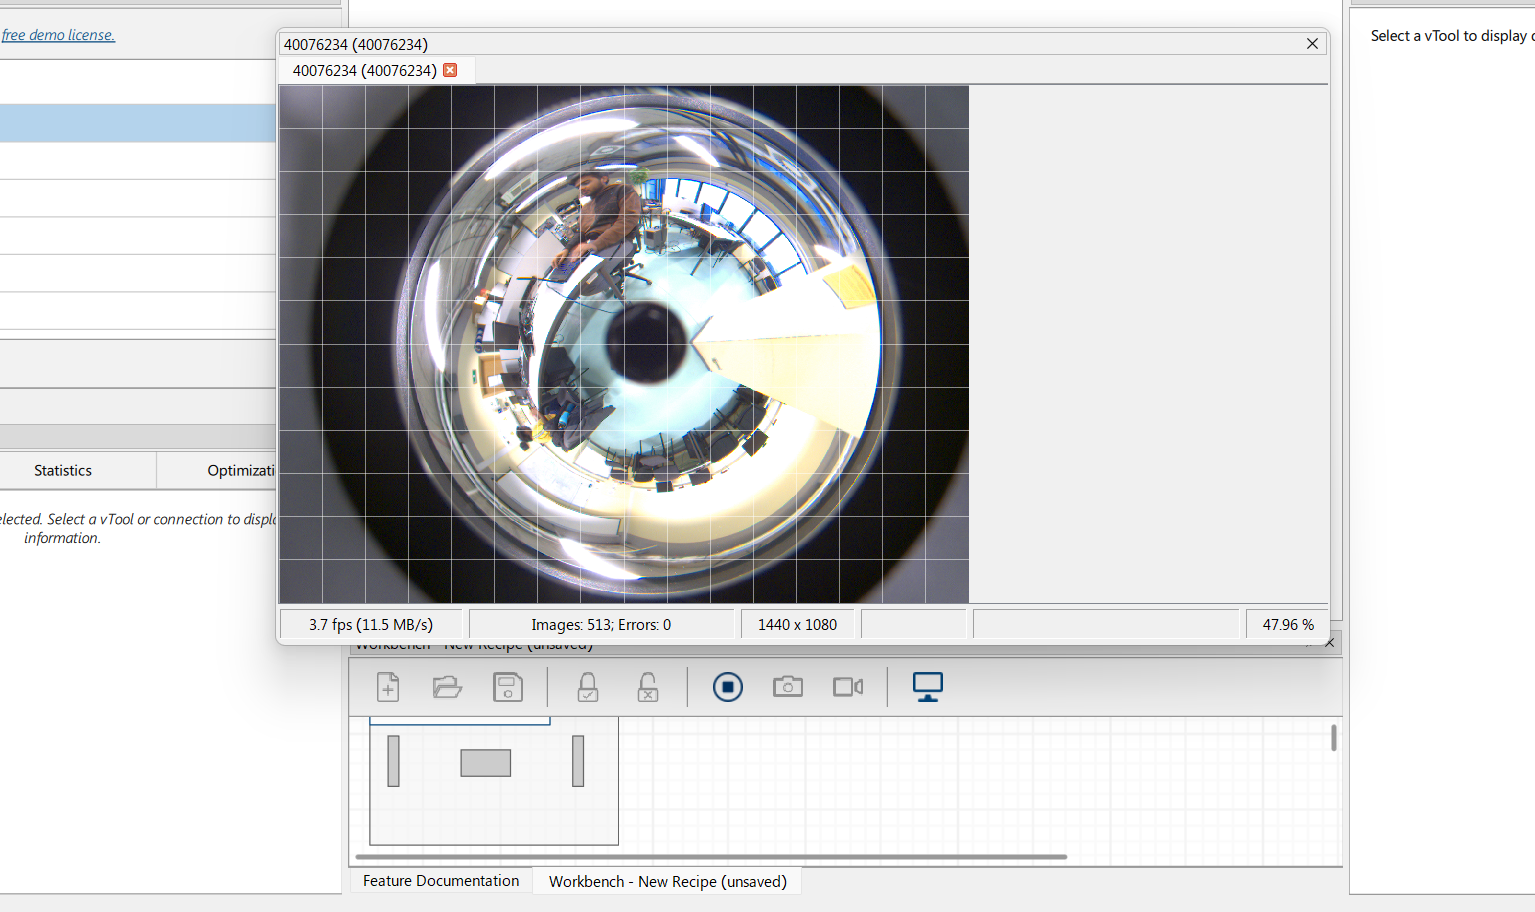 free demo license.
40076234 (40076234)
40076234 (40076234)
Select a vTool to display
Statistics
Optimizati
elected. Select a vTool or connection to displa
information.
3.7 fps (11.5 MB/s)
Images: 513; Errors: 0
1440 x 1080
47.96 %
Workbench - New Recipe (unsaved)
Feature Documentation
Workbench - New Recipe (unsaved)